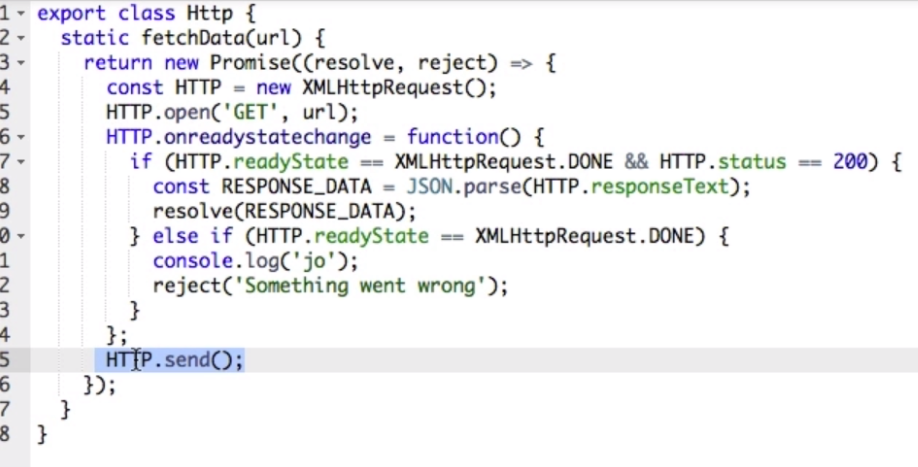 1 export class Http {
2 static fetchData(url) {
3 return new Promise((resolve, reject) => {
4 const HTTP = new XMLHttpRequest();
5 HTTP.open('GET', url);
6 HTTP.onreadystatechange = function() {
7 if (HTTP.readyState == XMLHttpRequest.DONE && HTTP.status == 200) {
8 const RESPONSE_DATA = JSON.parse(HTTP.responseText);
9 resolve(RESPONSE_DATA);
0 } else if (HTTP.readyState == XMLHttpRequest.DONE) {
1 console.log('jo');
2 reject('Something went wrong');
3 }
4 };
5 HTTP.send();
6 });
7 }
8 }